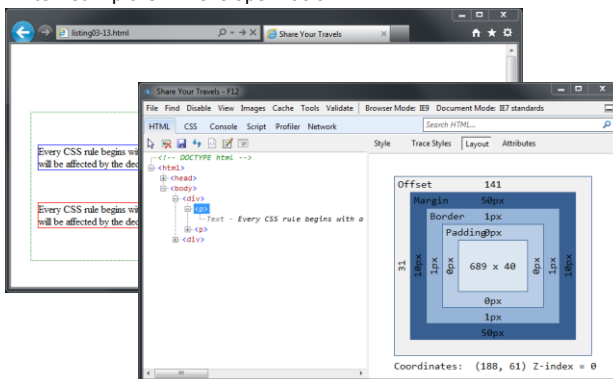 listing03-13.html
Share Your Travels
Every CSS rule begins wi
will be affected by the dec
Every CSS rule begins wi
will be affected by the dec
Share Your Travels - F12
File Find Disable View Images Cache Tools Validate Browser Mode: IE9 Document Mode: IE7 standards
HTML CSS Console Script Profiler Network Search HTML...
Style Trace Styles Layout Attributes
<!-- DOCTYPE html -->
<html>
<head>
<body>
<div>
<p>
Text - Every CSS rule begins with a
<p>
<div>
Offset 141
Margin 50px
Border 1px
Padding0px
31 10px 1px 0px 689 x 40 0px 1px 10px
0px
1px
50px
Coordinates: (188, 61) Z-index = 0